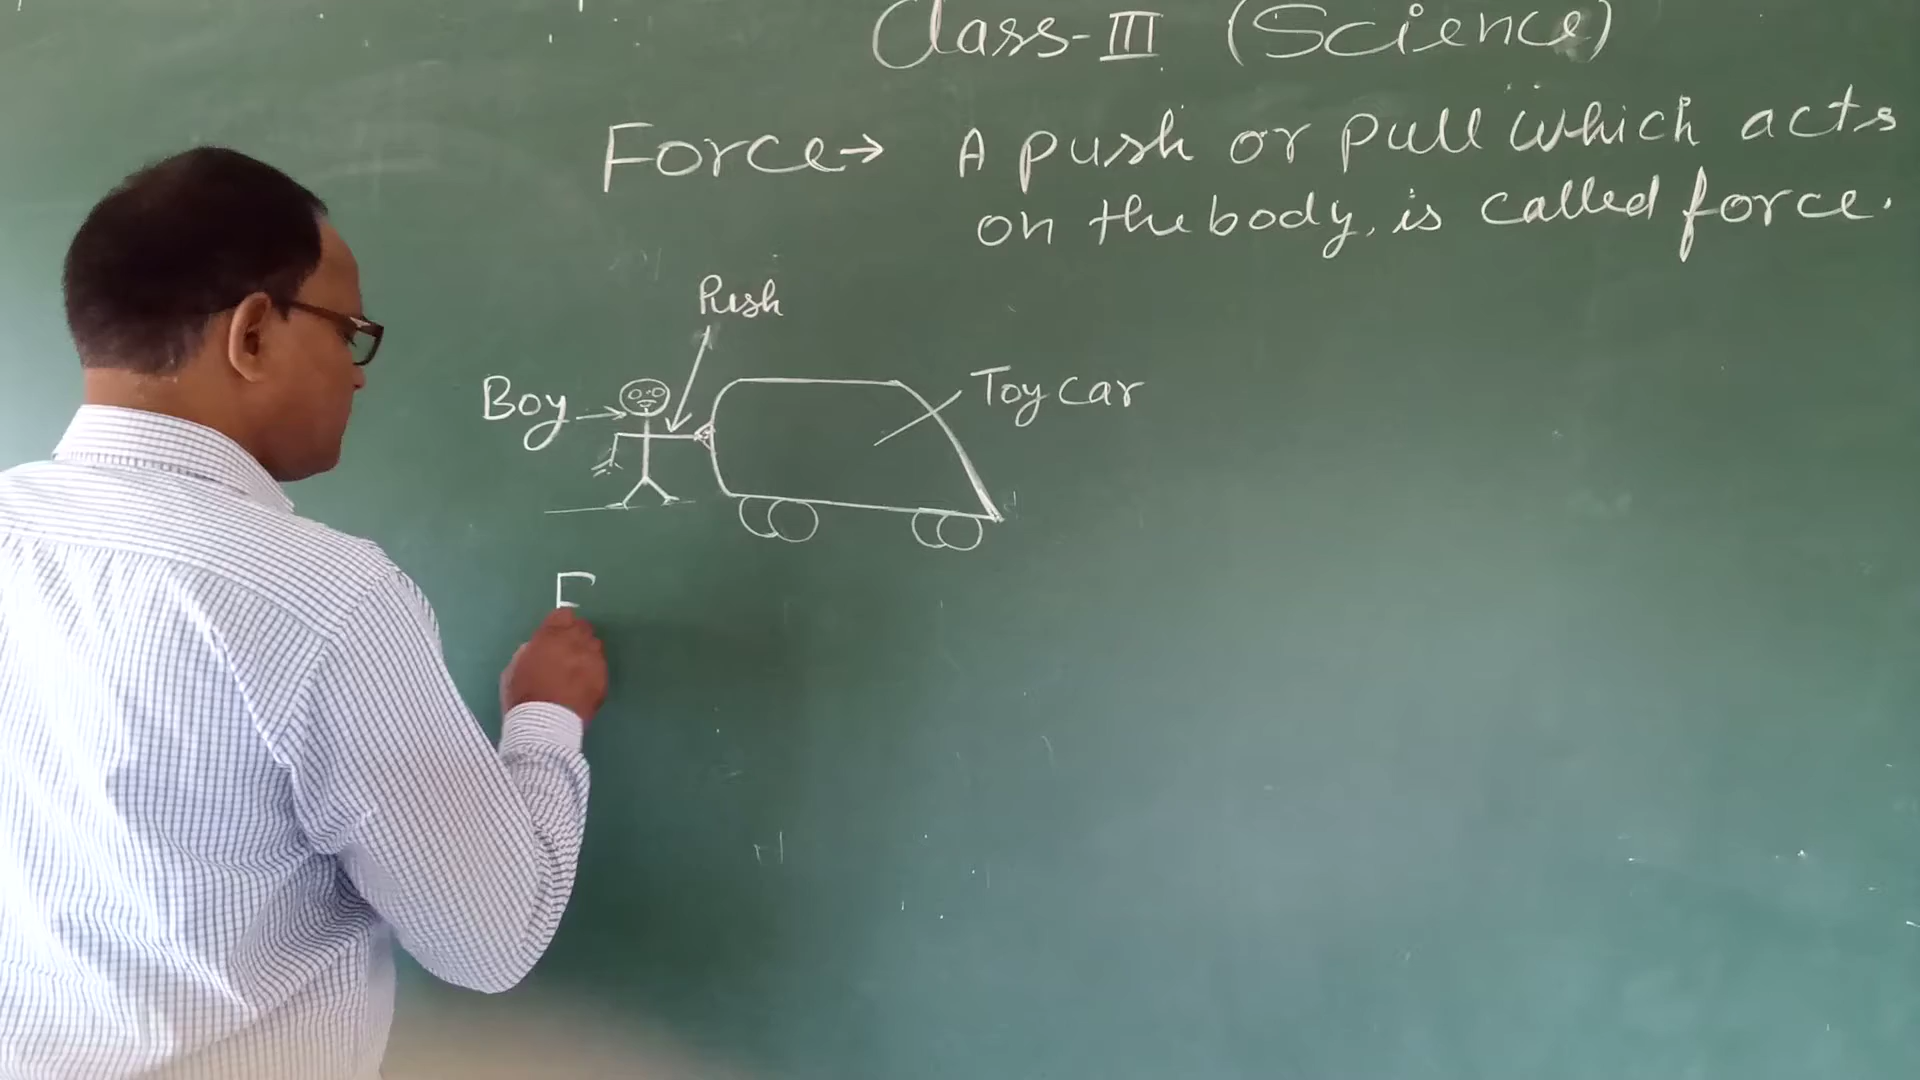 Class-III (Science)
Force→ A push or pull which acts
on the body, is called force.
Push
Boy
Toy car
F